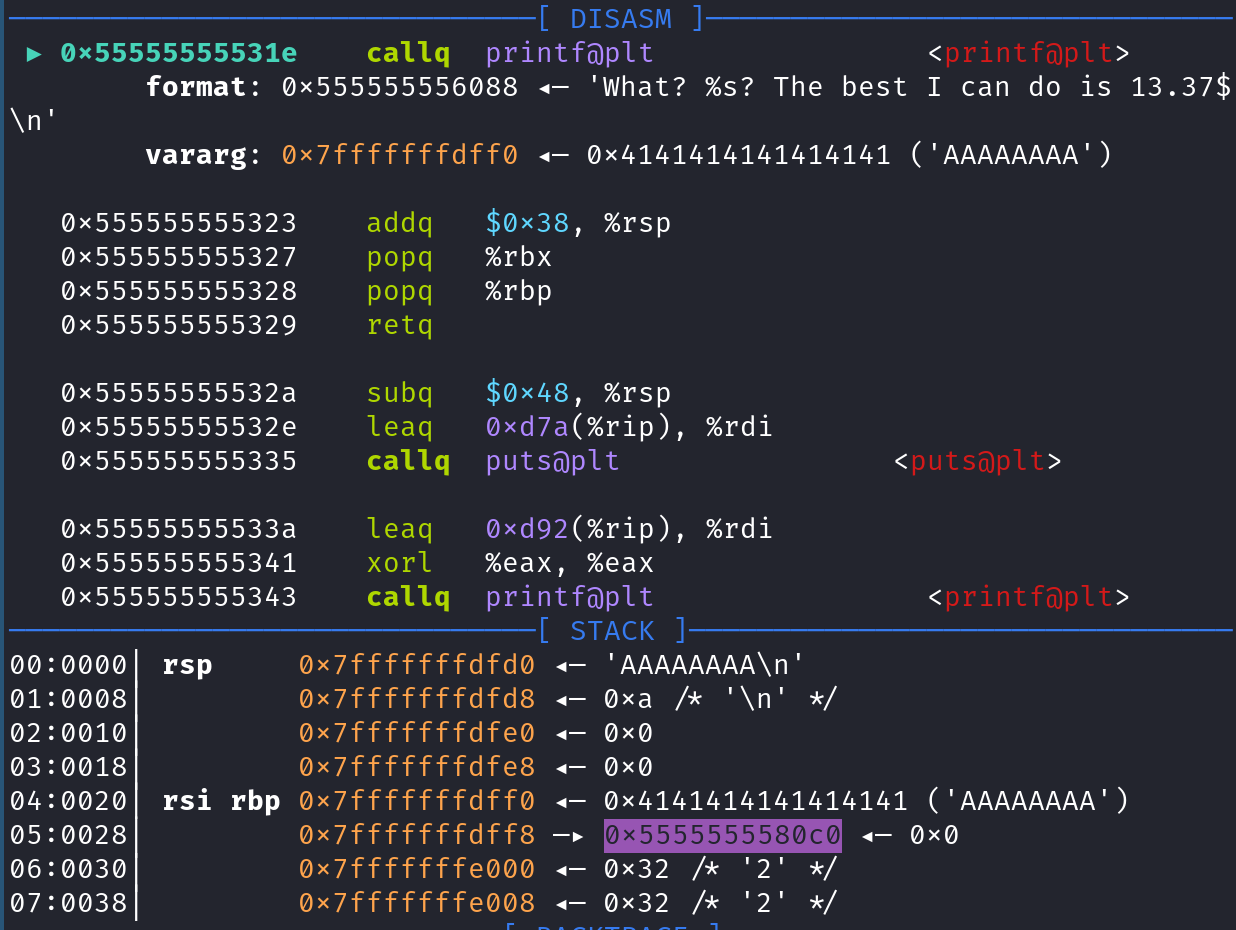 [ DISASM ]
► 0×55555555531e callq printf@plt <printf@plt>
format: 0×555555556088 ◂— 'What? %s? The best I can do is 13.37$
\n'
vararg: 0×7fffffffdff0 ◂— 0×4141414141414141 ('AAAAAAAA')
0×555555555323 addq $0×38, %rsp
0×555555555327 popq %rbx
0×555555555328 popq %rbp
0×555555555329 retq
0×55555555532a subq $0×48, %rsp
0×55555555532e leaq 0×d7a(%rip), %rdi
0×555555555335 callq puts@plt <puts@plt>
0×55555555533a leaq 0×d92(%rip), %rdi
0×555555555341 xorl %eax, %eax
0×555555555343 callq printf@plt <printf@plt>
[ STACK ]
00:0000│ rsp 0×7fffffffdfd0 ◂— 'AAAAAAAA\n'
01:0008│ 0×7fffffffdfd8 ◂— 0×a /* '\n' */
02:0010│ 0×7fffffffdfe0 ◂— 0×0
03:0018│ 0×7fffffffdfe8 ◂— 0×0
04:0020│ rsi rbp 0×7fffffffdff0 ◂— 0×4141414141414141 ('AAAAAAAA')
05:0028│ 0×7fffffffdff8 —▸ 0×5555555580c0 ◂— 0×0
06:0030│ 0×7fffffffe000 ◂— 0×32 /* '2' */
07:0038│ 0×7fffffffe008 ◂— 0×32 /* '2' */
[ BACKTRACE ]